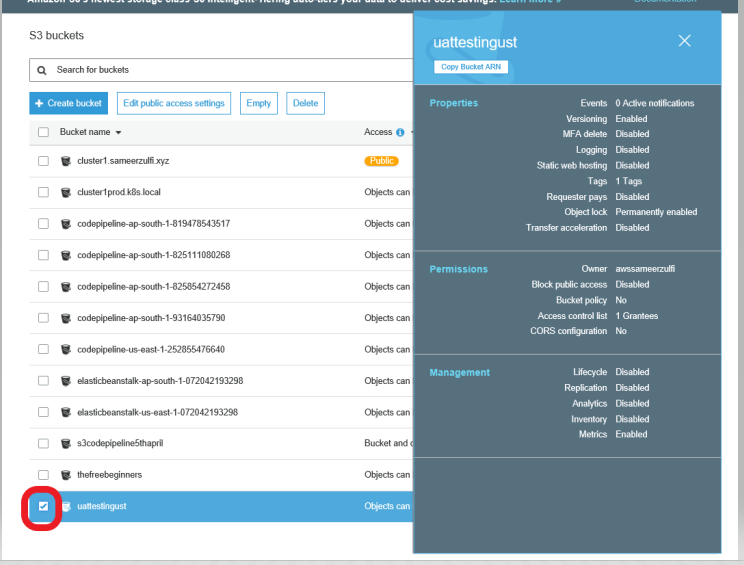 Amazon S3's newest storage class-S3 Intelligent-Tiering auto-tiers your data to deliver cost savings. Learn more »
Documentation
S3 buckets
Search for buckets
Create bucket
Edit public access settings
Empty
Delete
Bucket name
Access
cluster1.sameerzulfi.xyz
Public
cluster1prod.k8s.local
Objects can
codepipeline-ap-south-1-819478543517
Objects can
codepipeline-ap-south-1-825111080268
Objects can
codepipeline-ap-south-1-825854272458
Objects can
codepipeline-ap-south-1-93164035790
Objects can
codepipeline-us-east-1-252855476640
Objects can
elasticbeanstalk-ap-south-1-072042193298
Objects can
elasticbeanstalk-us-east-1-072042193298
Objects can
s3codepipeline5thapril
Bucket and
thefreebeginners
Objects can
uattestingust
Objects can
uattestingust
Copy Bucket ARN
Properties
Events 0 Active notifications
Versioning Enabled
MFA delete Disabled
Logging Disabled
Static web hosting Disabled
Tags 1 Tags
Requester pays Disabled
Object lock Permanently enabled
Transfer acceleration Disabled
Permissions
Owner awssameerzulfi
Block public access Disabled
Bucket policy No
Access control list 1 Grantees
CORS configuration No
Management
Lifecycle Disabled
Replication Disabled
Analytics Disabled
Inventory Disabled
Metrics Enabled